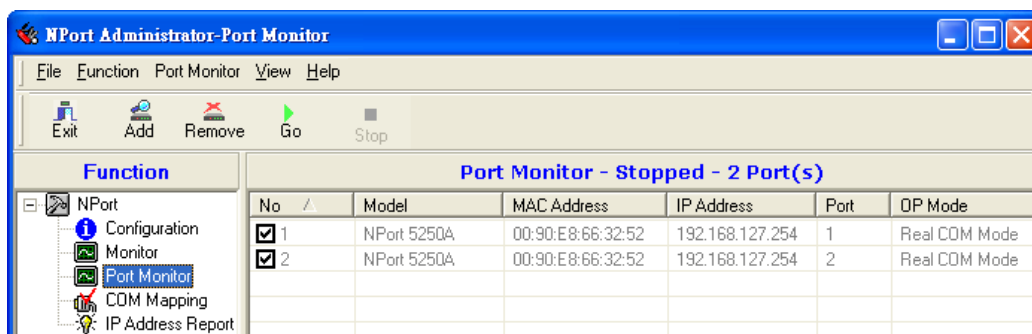 NPort Administrator-Port Monitor
File Function Port Monitor View Help
Exit Add Remove Go Stop
Function
Port Monitor - Stopped - 2 Port(s)
NPort
Configuration
Monitor
Port Monitor
COM Mapping
IP Address Report
No Model MAC Address IP Address Port OP Mode
1 NPort 5250A 00:90:E8:66:32:52 192.168.127.254 1 Real COM Mode
2 NPort 5250A 00:90:E8:66:32:52 192.168.127.254 2 Real COM Mode